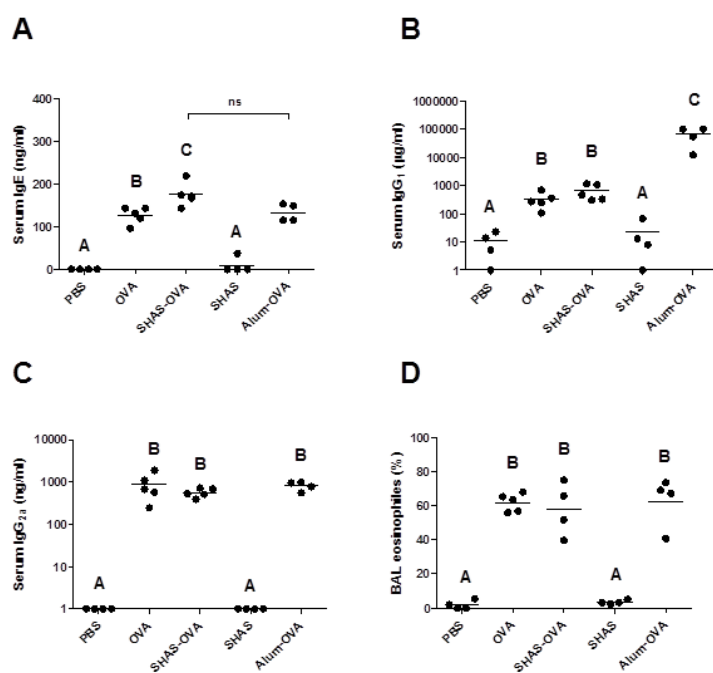 A
Serum IgE (ng/ml)
400
300
200
100
0
A
B
C
A
ns
PBS
OVA
SHAS-OVA
SHAS
Alum-OVA
B
Serum IgG1 (µg/ml)
1000000
100000
10000
1000
100
10
1
A
B
B
A
C
PBS
OVA
SHAS-OVA
SHAS
Alum-OVA
C
Serum IgG2a (ng/ml)
10000
1000
100
10
1
A
B
B
A
B
PBS
OVA
SHAS-OVA
SHAS
Alum-OVA
D
BAL eosinophiles (%)
100
80
60
40
20
0
A
B
B
A
B
PBS
OVA
SHAS-OVA
SHAS
Alum-OVA